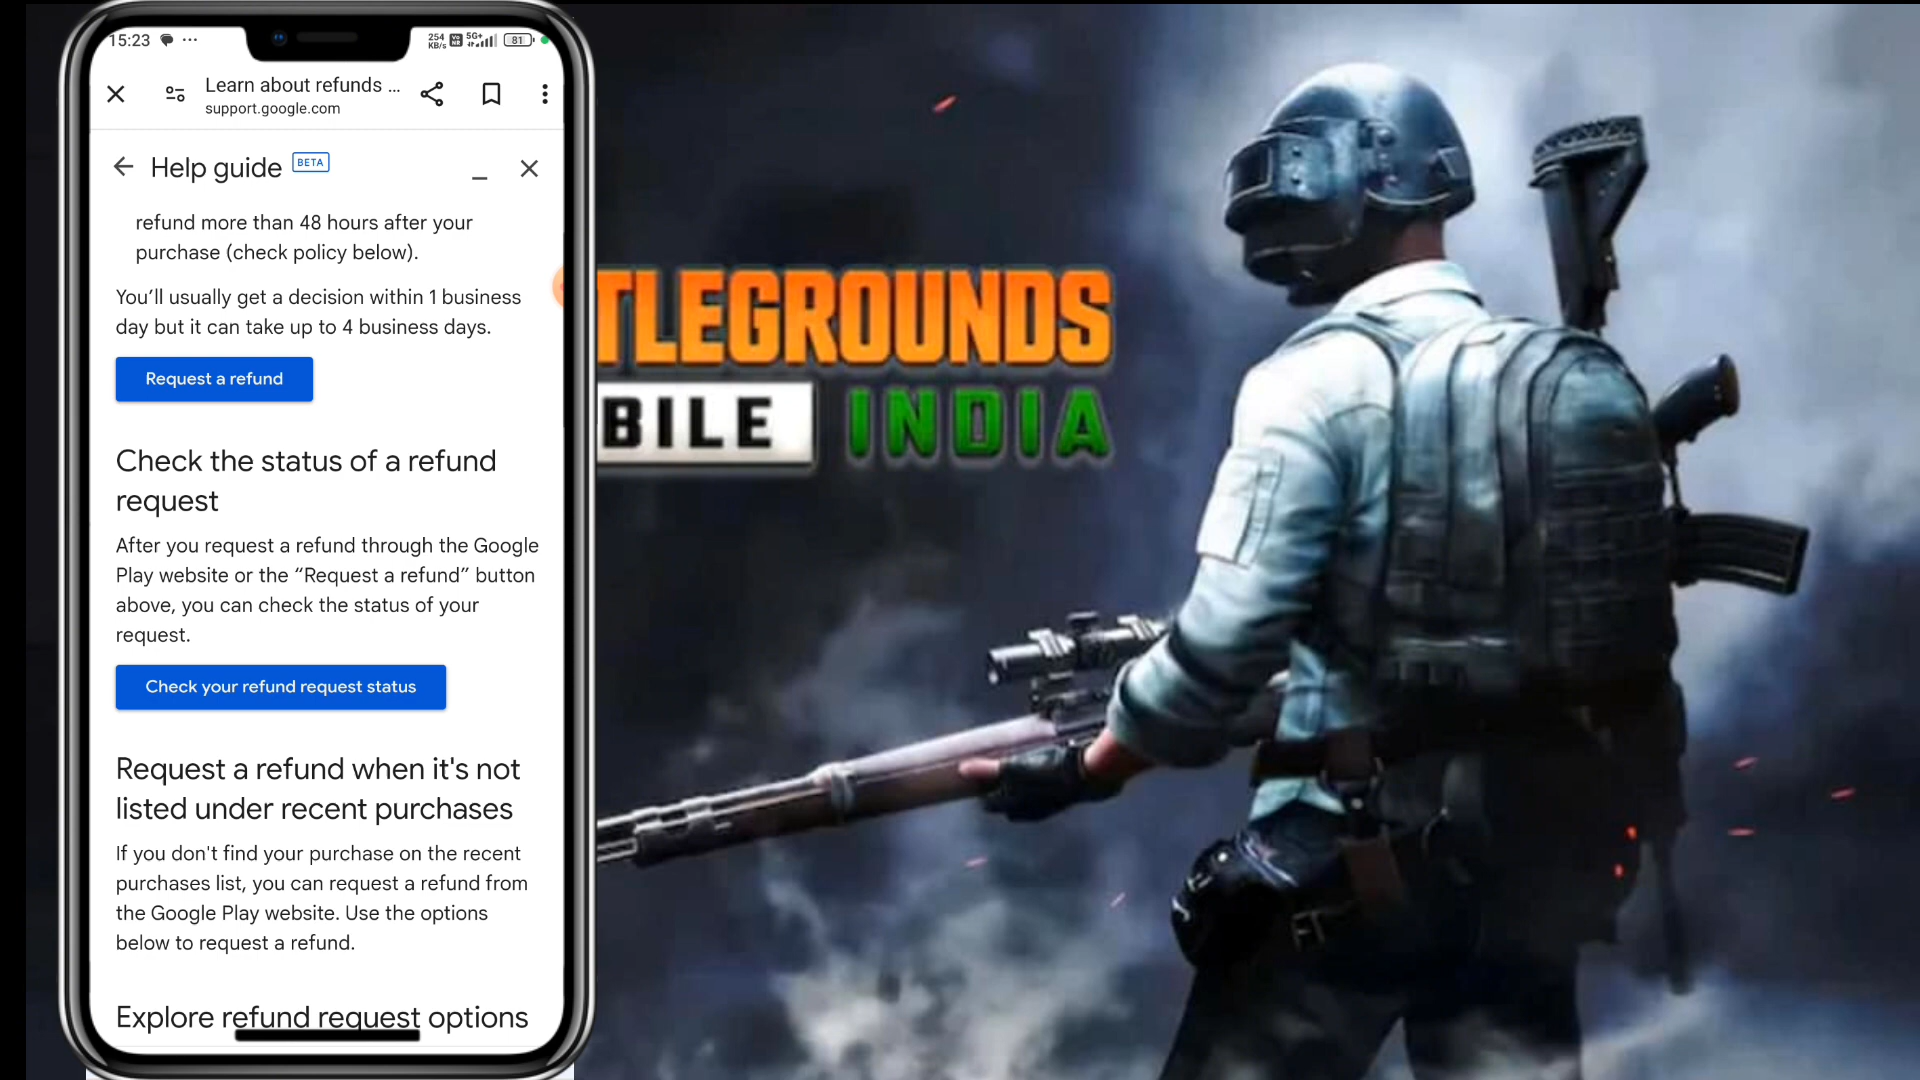 15:23 ...
254 KB/s Vo NR 5G+ 81
Learn about refunds ...
support.google.com
Help guide BETA
refund more than 48 hours after your
purchase (check policy below).
You’ll usually get a decision within 1 business
day but it can take up to 4 business days.
Request a refund
Check the status of a refund
request
After you request a refund through the Google
Play website or the “Request a refund” button
above, you can check the status of your
request.
Check your refund request status
Request a refund when it's not
listed under recent purchases
If you don't find your purchase on the recent
purchases list, you can request a refund from
the Google Play website. Use the options
below to request a refund.
Explore refund request options
TLEGROUNDS
BILE INDIA